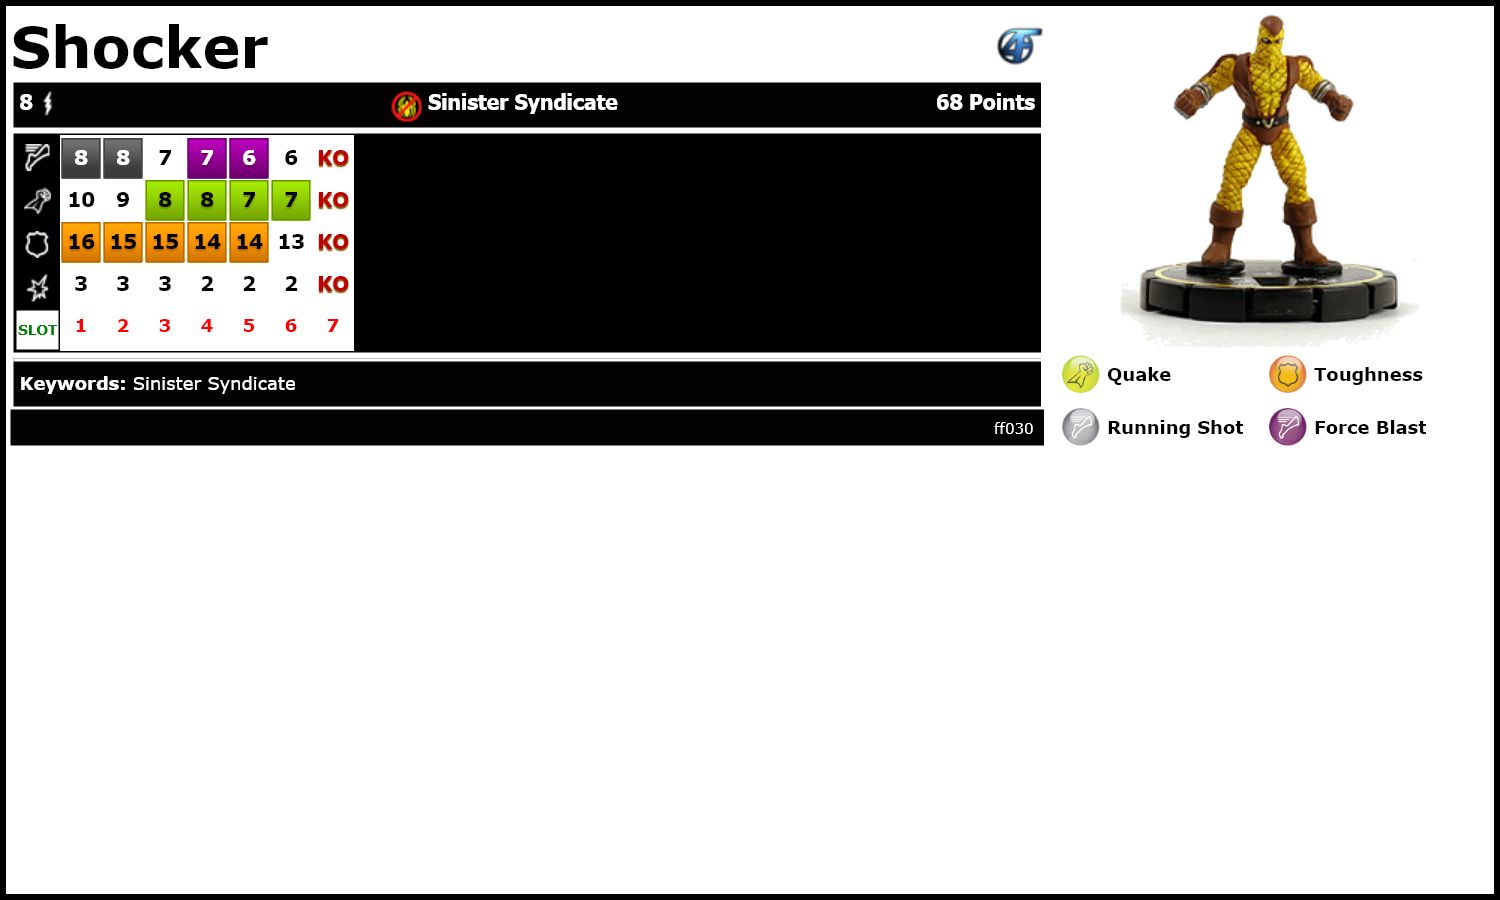 Shocker
8 Sinister Syndicate 68 Points
8 8 7 7 6 6 KO
10 9 8 8 7 7 KO
16 15 15 14 14 13 KO
3 3 3 2 2 2 KO
SLOT 1 2 3 4 5 6 7
Keywords: Sinister Syndicate
ff030
Quake Toughness
Running Shot Force Blast